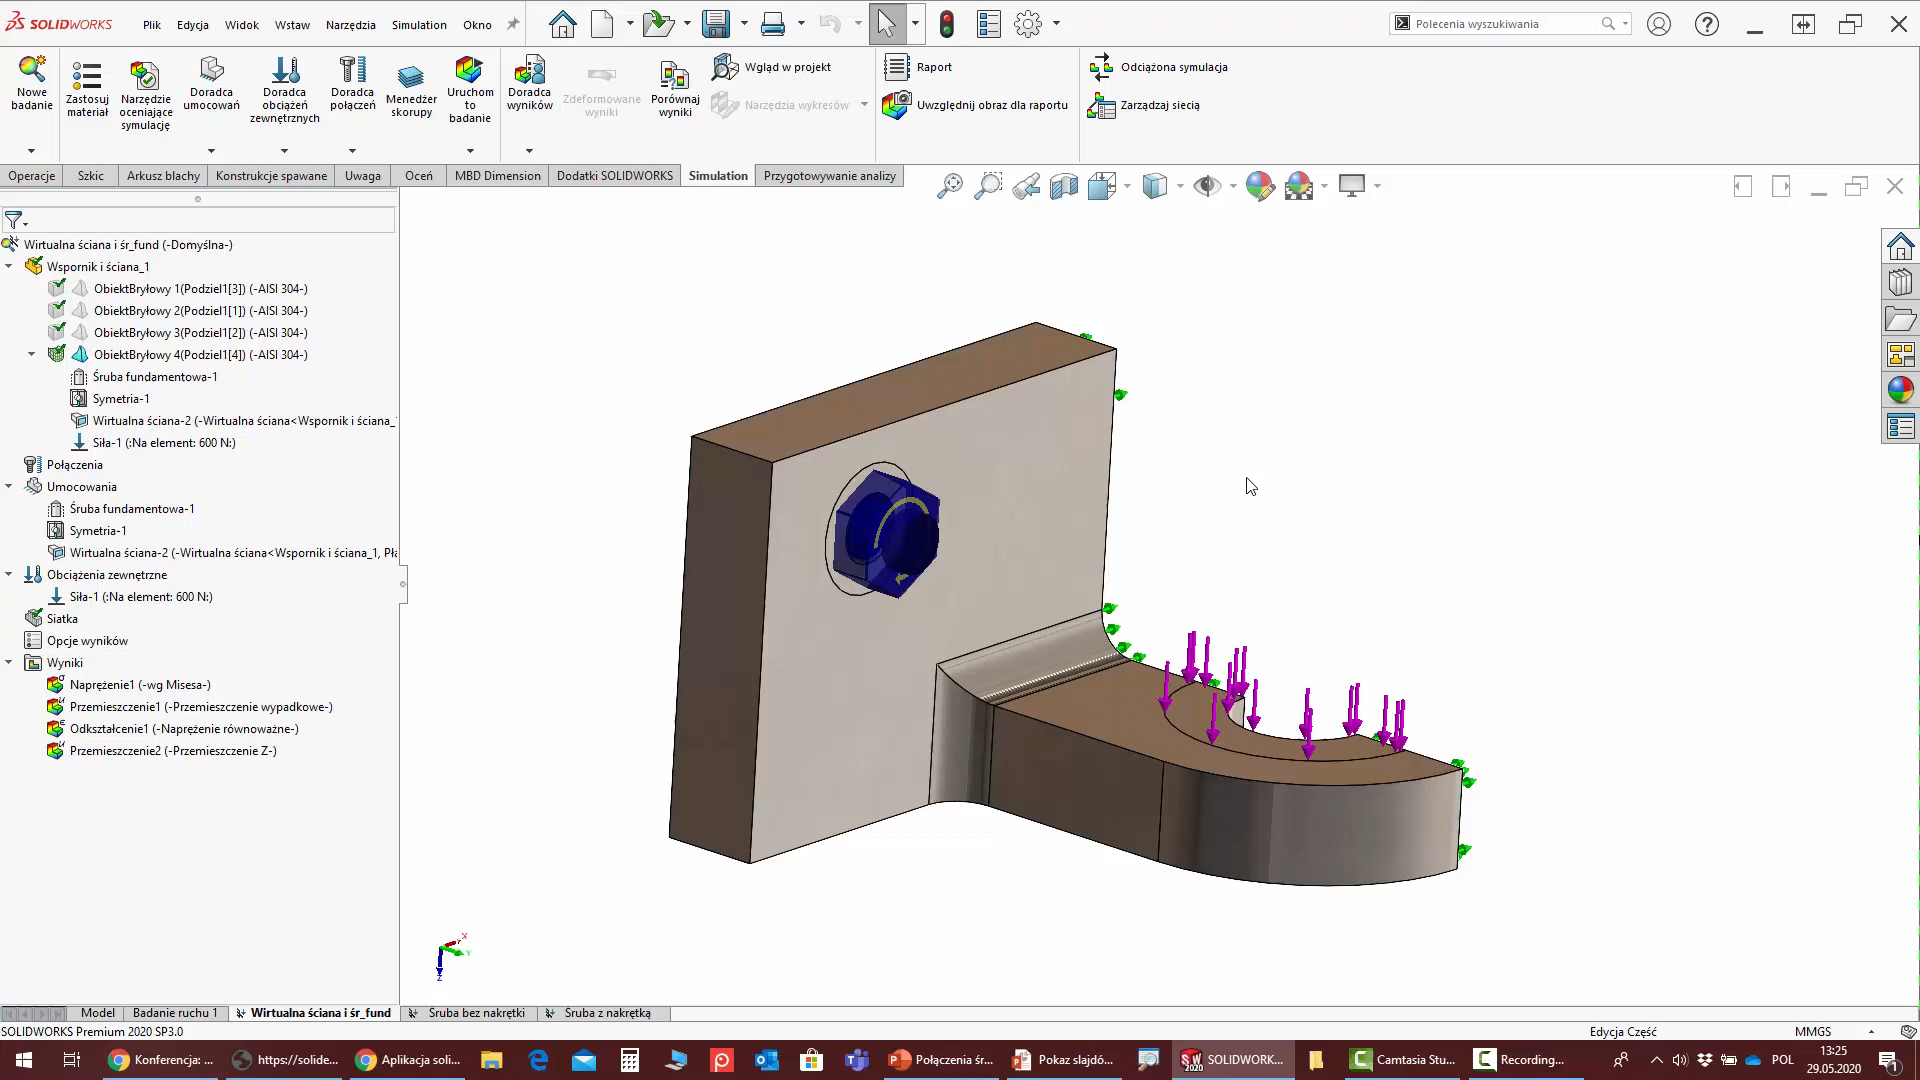 SOLIDWORKS
Plik
Edycja
Widok
Wstaw
Narzędzia
Simulation
Okno
Polecenia wyszukiwania
Nowe badanie
Zastosuj materiał
Narzędzie oceniające symulację
Doradca umocowań
Doradca obciążeń zewnętrznych
Doradca połączeń
Menedżer skorupy
Uruchom to badanie
Doradca wyników
Zdeformowane wyniki
Porównaj wyniki
Wgląd w projekt
Narzędzia wykresów
Raport
Uwzględnij obraz dla raportu
Odciążona symulacja
Zarządzaj siecią
Operacje
Szkic
Arkusz blachy
Konstrukcje spawane
Uwaga
Oceń
MBD Dimension
Dodatki SOLIDWORKS
Simulation
Przygotowywanie analizy
Wirtualna ściana i śr_fund (-Domyślna-)
Wspornik i ściana_1
ObiektBryłowy 1(Podziel1[3]) (-AISI 304-)
ObiektBryłowy 2(Podziel1[1]) (-AISI 304-)
ObiektBryłowy 3(Podziel1[2]) (-AISI 304-)
ObiektBryłowy 4(Podziel1[4]) (-AISI 304-)
Śruba fundamentowa-1
Symetria-1
Wirtualna ściana-2 (-Wirtualna ściana<Wspornik i ściana_
Siła-1 (:Na element: 600 N:)
Połączenia
Umocowania
Śruba fundamentowa-1
Symetria-1
Wirtualna ściana-2 (-Wirtualna ściana<Wspornik i ściana_1, Pła
Obciążenia zewnętrzne
Siła-1 (:Na element: 600 N:)
Siatka
Opcje wyników
Wyniki
Naprężenie1 (-wg Misesa-)
Przemieszczenie1 (-Przemieszczenie wypadkowe-)
Odkształcenie1 (-Naprężenie równoważne-)
Przemieszczenie2 (-Przemieszczenie Z-)
X
Y
Z
Model
Badanie ruchu 1
Wirtualna ściana i śr_fund
Śruba bez nakrętki
Śruba z nakrętką
SOLIDWORKS Premium 2020 SP3.0
Edycja Część
MMGS
Konferencja: ...
https://solide...
Aplikacja soli...
Połączenia śr...
Pokaz slajdó...
SOLIDWORK...
Camtasia Stu...
Recording...
POL
13:25
29.05.2020